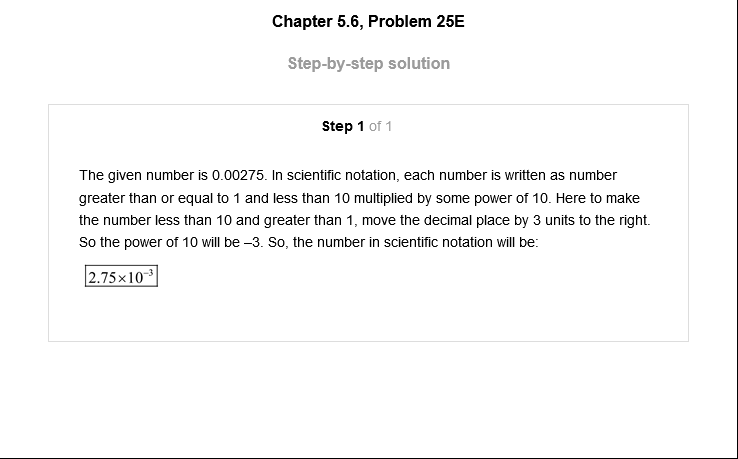 Chapter 5.6, Problem 25E
Step-by-step solution
Step 1 of 1
The given number is 0.00275. In scientific notation, each number is written as number
greater than or equal to 1 and less than 10 multiplied by some power of 10. Here to make
the number less than 10 and greater than 1, move the decimal place by 3 units to the right.
So the power of 10 will be –3. So, the number in scientific notation will be:
2.75×10⁻³